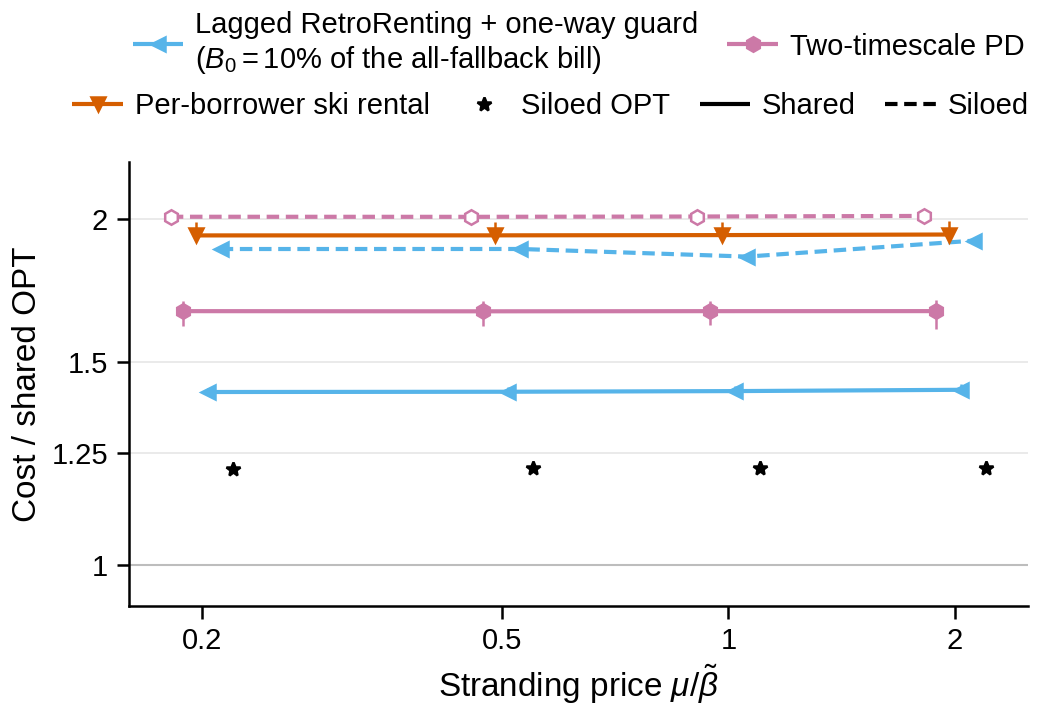 Lagged RetroRenting + one-way guard
(B₀ = 10% of the all-fallback bill)
Two-timescale PD
Per-borrower ski rental
Siloed OPT
Shared
Siloed
Cost / shared OPT
2
1.5
1.25
1
0.2
0.5
1
2
Stranding price μ/β̃